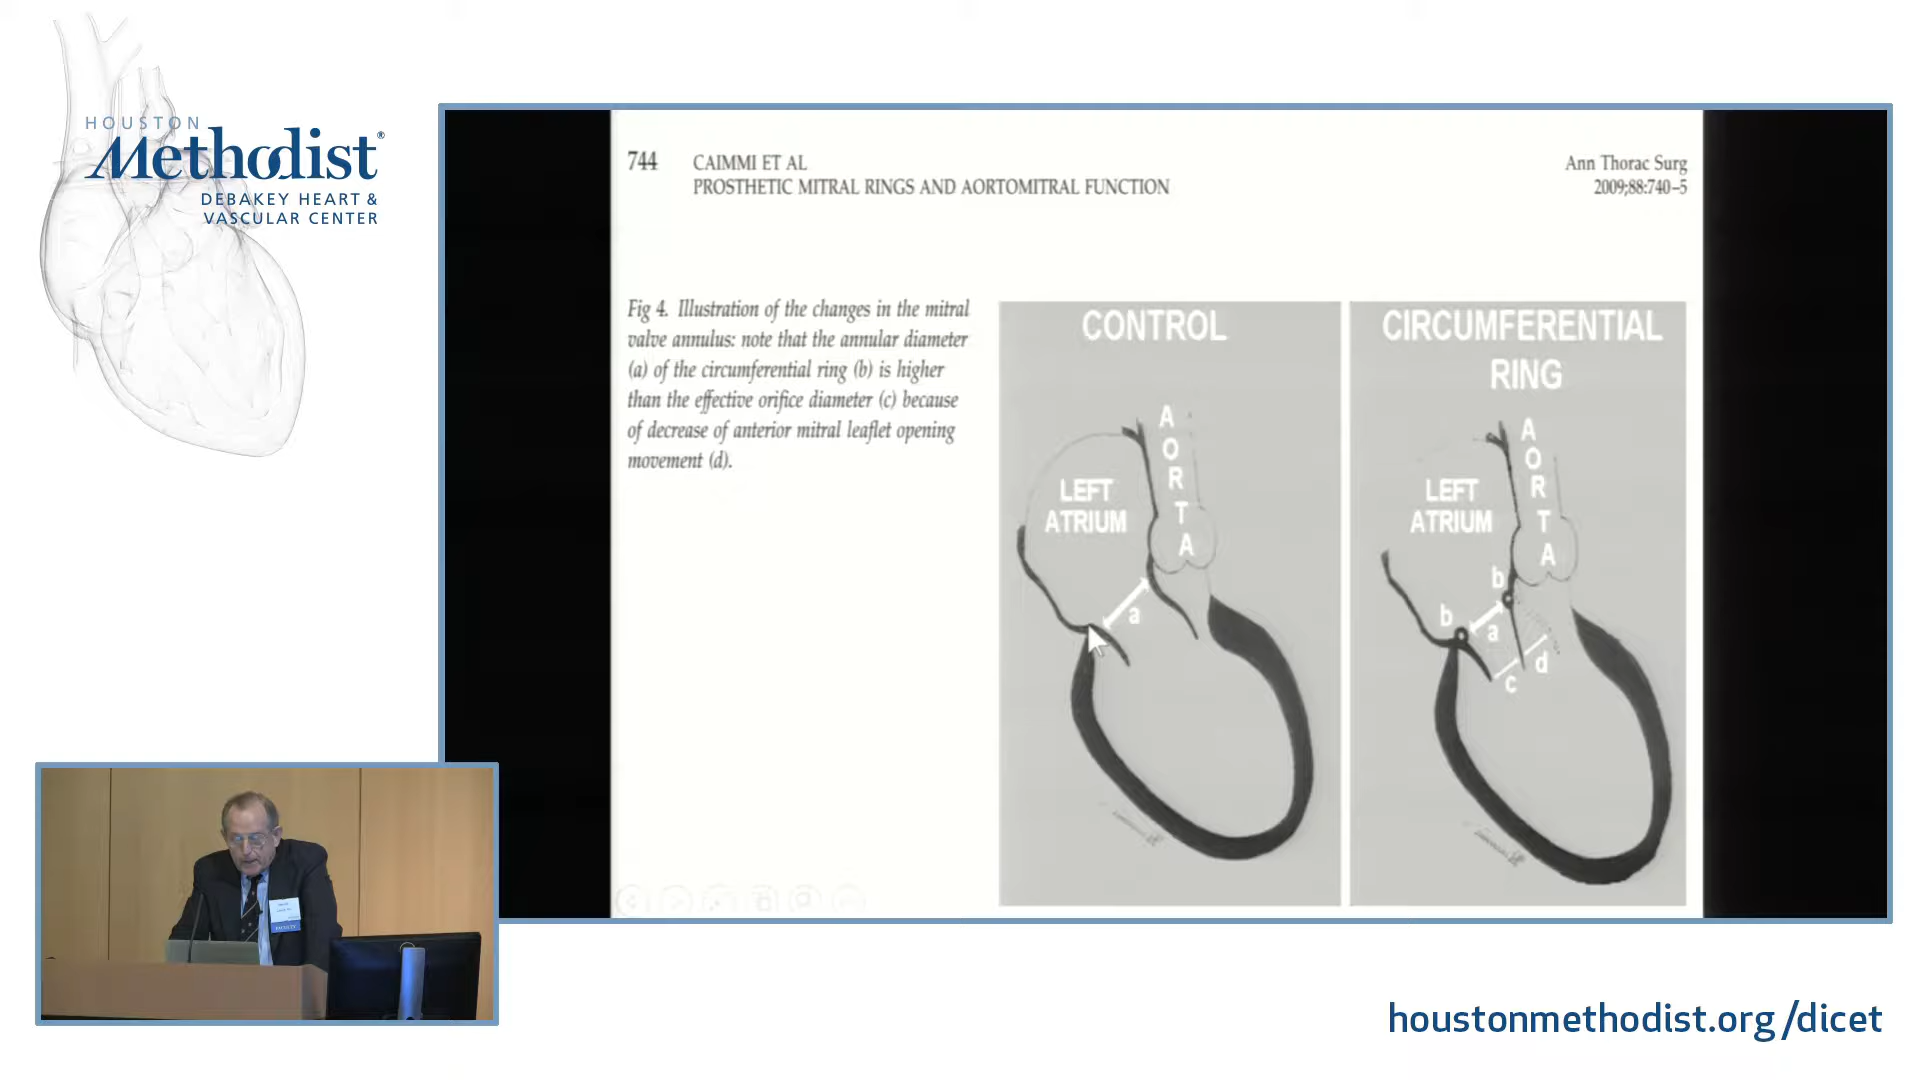 HOUSTON
Methodist®
DEBAKEY HEART &
VASCULAR CENTER
744
CAIMMI ET AL
PROSTHETIC MITRAL RINGS AND AORTOMITRAL FUNCTION
Ann Thorac Surg
2009;88:740–5
Fig 4. Illustration of the changes in the mitral
valve annulus: note that the annular diameter
(a) of the circumferential ring (b) is higher
than the effective orifice diameter (c) because
of decrease of anterior mitral leaflet opening
movement (d).
CONTROL
AORTA
LEFT
ATRIUM
a
CIRCUMFERENTIAL
RING
AORTA
LEFT
ATRIUM
b
b
a
d
c
FACULTY
houstonmethodist.org/dicet